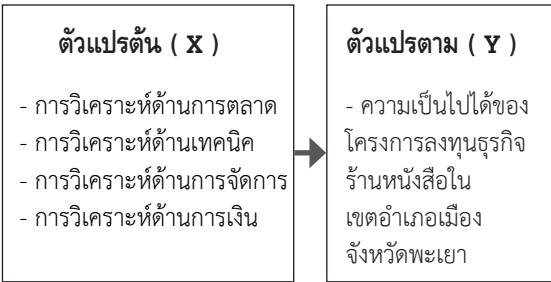 ตัวแปรต้น ( X )
- การวิเคราะห์ด้านการตลาด
- การวิเคราะห์ด้านเทคนิค
- การวิเคราะห์ด้านการจัดการ
- การวิเคราะห์ด้านการเงิน
ตัวแปรตาม ( Y )
- ความเป็นไปได้ของ
โครงการลงทุนธุรกิจ
ร้านหนังสือใน
เขตอำเภอเมือง
จังหวัดพะเยา